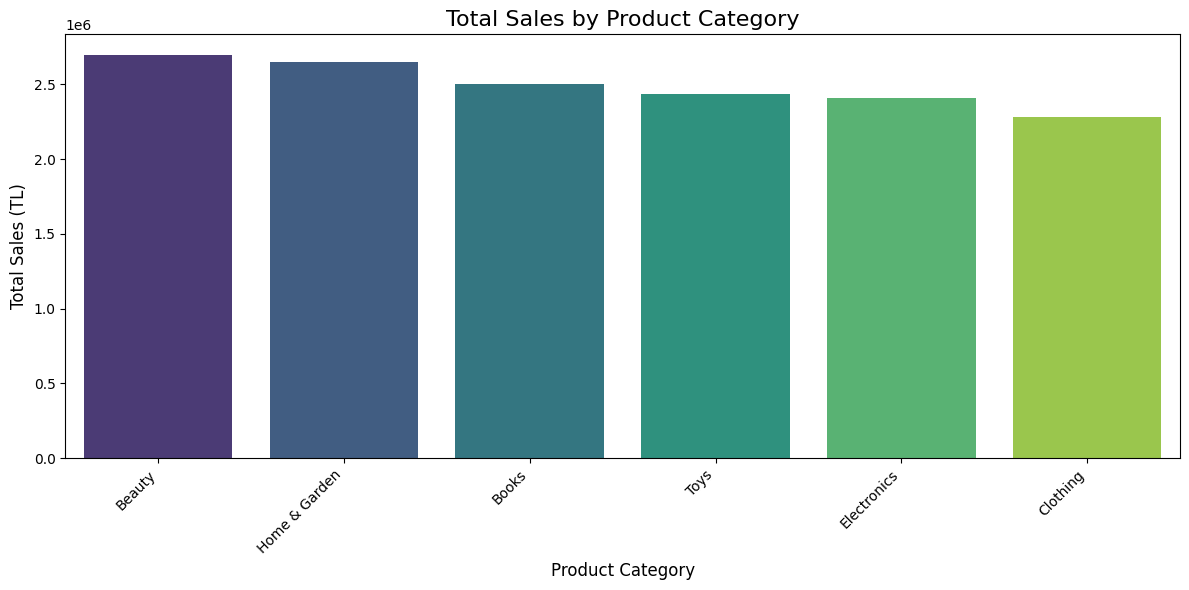 Total Sales by Product Category
1e6
2.5
2.0
1.5
1.0
0.5
0.0
Total Sales (TL)
Beauty
Home & Garden
Books
Toys
Electronics
Clothing
Product Category